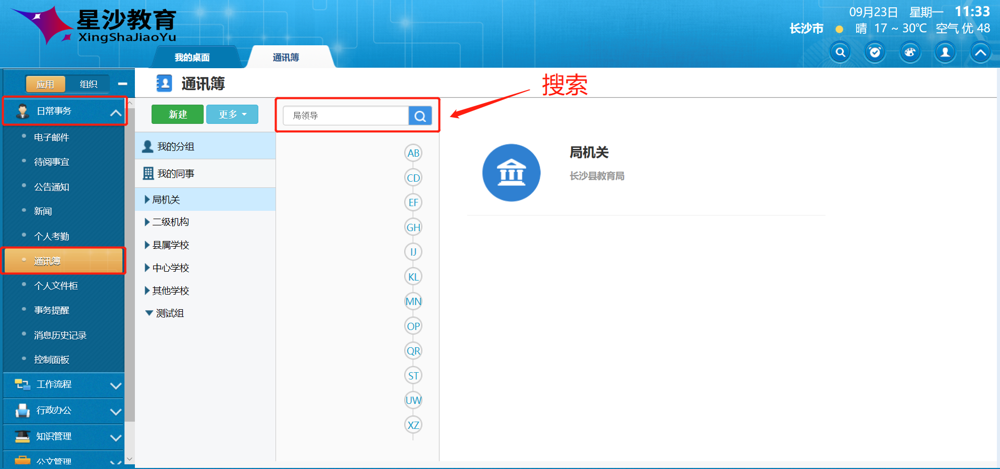 星沙教育
XingShaJiaoYu
09月23日 星期一 11:33
长沙市 晴 17 ~ 30℃ 空气 优 48
我的桌面
通讯簿
应用
组织
日常事务
电子邮件
待阅事宜
公告通知
新闻
个人考勤
通讯簿
个人文件柜
事务提醒
消息历史记录
控制面板
工作流程
行政办公
知识管理
公文管理
通讯簿
新建
更多
局领导
搜索
我的分组
我的同事
局机关
二级机构
县属学校
中心学校
其他学校
测试组
AB
CD
EF
GH
IJ
KL
MN
OP
QR
ST
UW
XZ
局机关
长沙县教育局